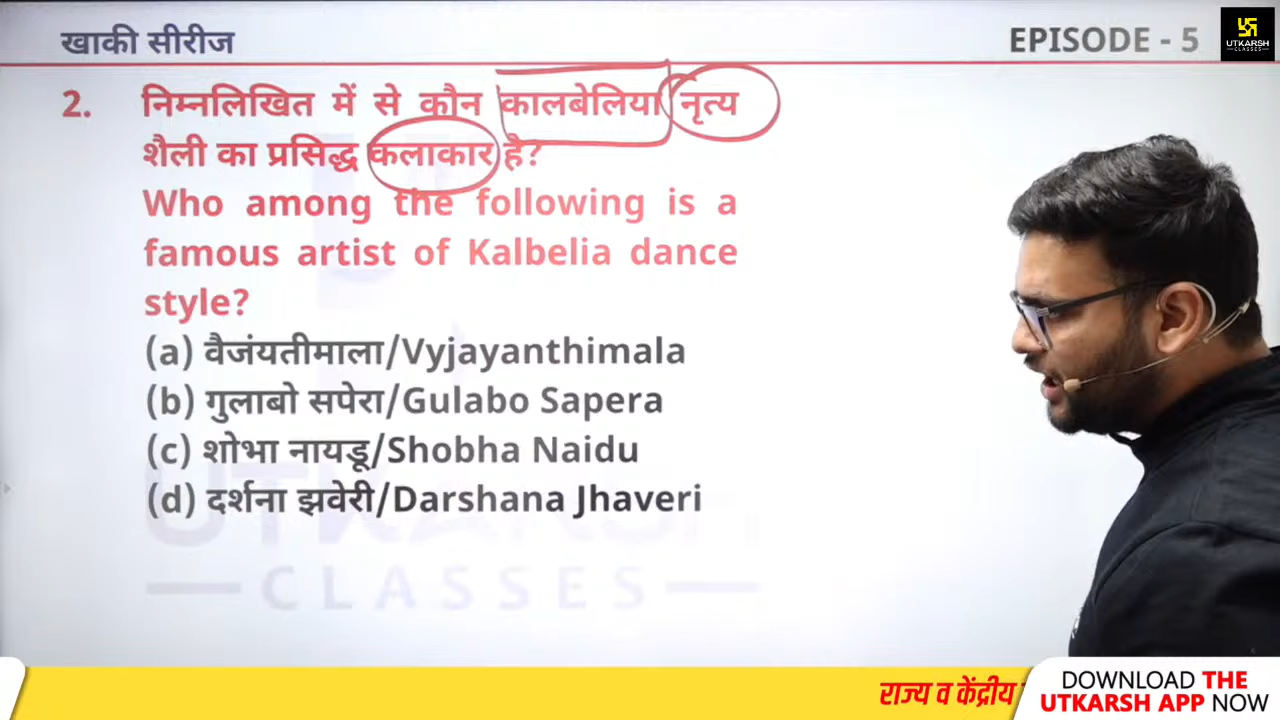 खाकी सीरीज
EPISODE - 5
UTKARSH
CLASSES
2. निम्नलिखित में से कौन कालबेलिया नृत्य
शैली का प्रसिद्ध कलाकार है?
Who among the following is a
famous artist of Kalbelia dance
style?
(a) वैजंयतीमाला/Vyjayanthimala
(b) गुलाबो सपेरा/Gulabo Sapera
(c) शोभा नायडू/Shobha Naidu
(d) दर्शना झवेरी/Darshana Jhaveri
UTKARSH
CLASSES
राज्य व केंद्रीय
DOWNLOAD THE
UTKARSH APP NOW